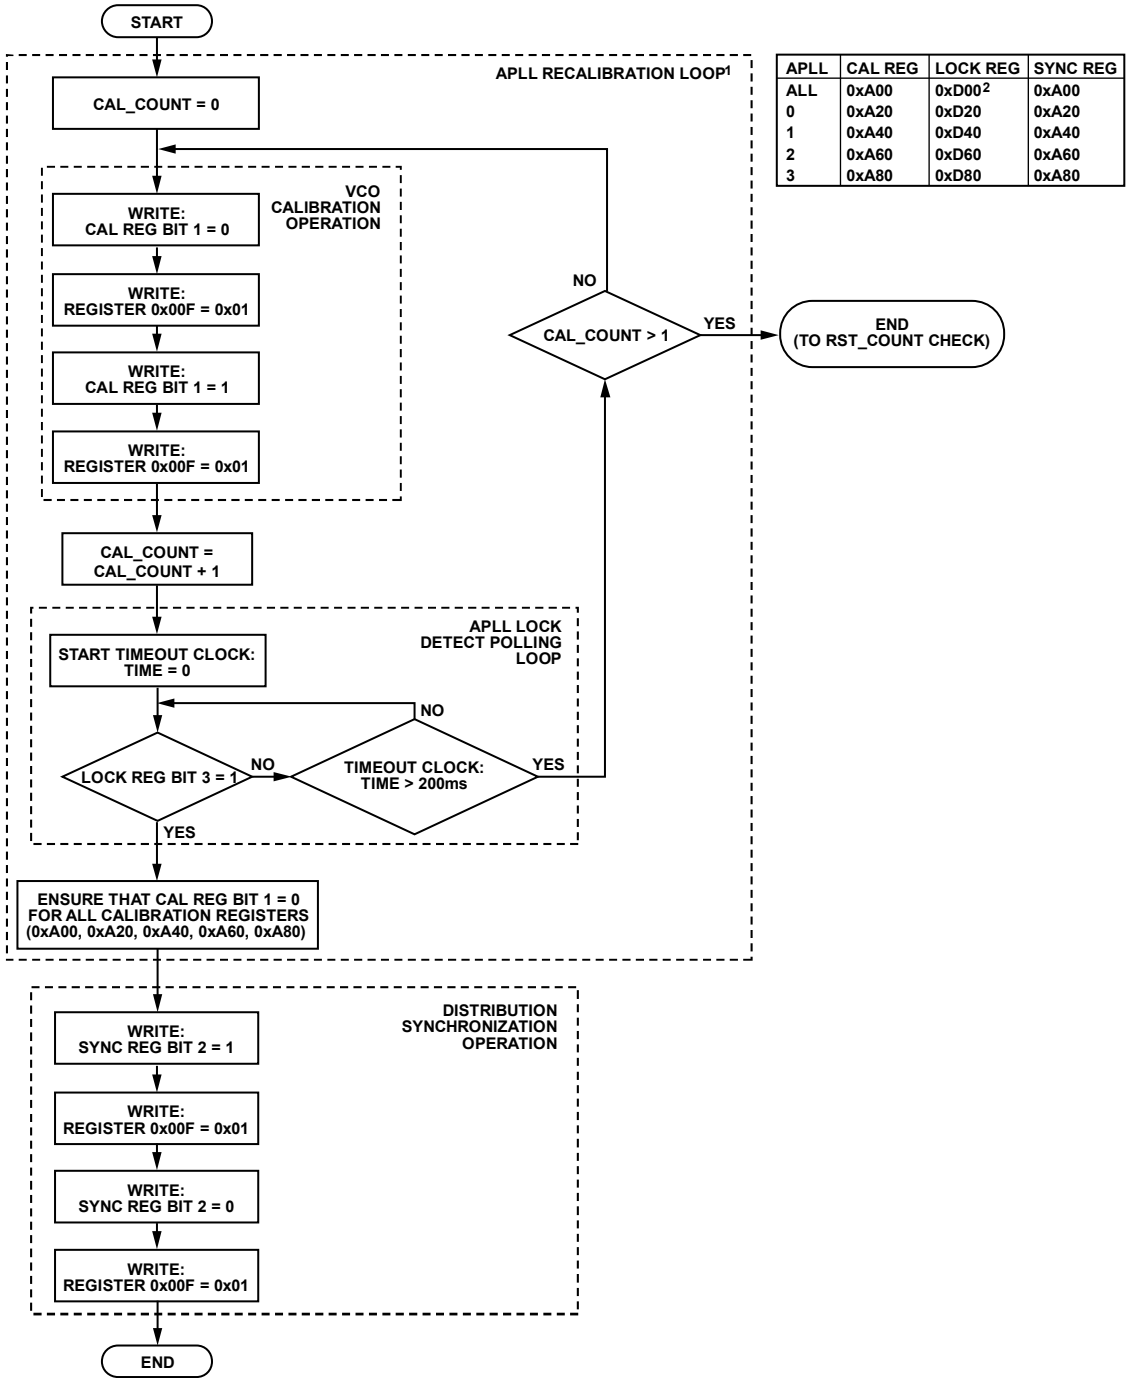 START
APLL RECALIBRATION LOOP1
CAL_COUNT = 0
APLL CAL REG LOCK REG SYNC REG
ALL 0xA00 0xD002 0xA00
0 0xA20 0xD20 0xA20
1 0xA40 0xD40 0xA40
2 0xA60 0xD60 0xA60
3 0xA80 0xD80 0xA80
VCO
CALIBRATION
OPERATION
WRITE:
CAL REG BIT 1 = 0
WRITE:
REGISTER 0x00F = 0x01
WRITE:
CAL REG BIT 1 = 1
WRITE:
REGISTER 0x00F = 0x01
NO
CAL_COUNT > 1
YES
END
(TO RST_COUNT CHECK)
CAL_COUNT =
CAL_COUNT + 1
APLL LOCK
DETECT POLLING
LOOP
START TIMEOUT CLOCK:
TIME = 0
NO
LOCK REG BIT 3 = 1
NO
TIMEOUT CLOCK:
TIME > 200ms
YES
YES
ENSURE THAT CAL REG BIT 1 = 0
FOR ALL CALIBRATION REGISTERS
(0xA00, 0xA20, 0xA40, 0xA60, 0xA80)
DISTRIBUTION
SYNCHRONIZATION
OPERATION
WRITE:
SYNC REG BIT 2 = 1
WRITE:
REGISTER 0x00F = 0x01
WRITE:
SYNC REG BIT 2 = 0
WRITE:
REGISTER 0x00F = 0x01
END